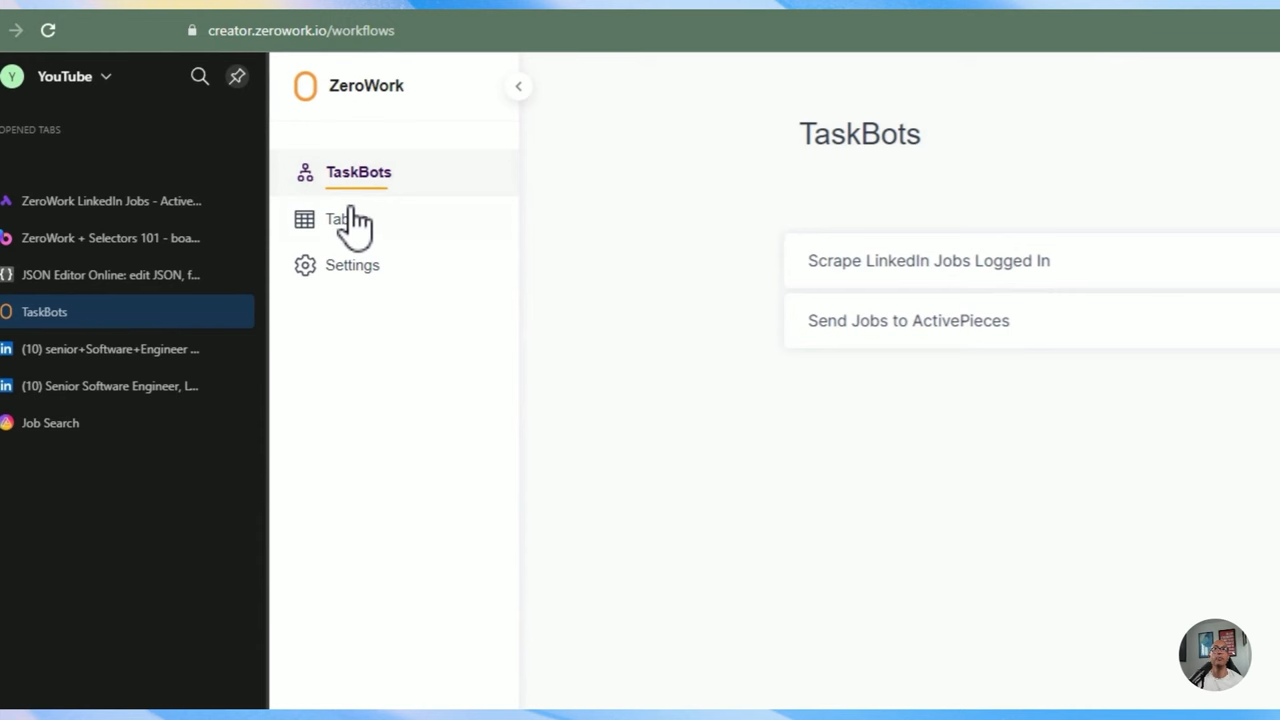 creator.zerowork.io/workflows
Y YouTube
OPENED TABS
ZeroWork LinkedIn Jobs - Active...
ZeroWork + Selectors 101 - boa...
JSON Editor Online: edit JSON, f...
TaskBots
(10) senior+Software+Engineer ...
(10) Senior Software Engineer, L...
Job Search
ZeroWork
TaskBots
Settings
TaskBots
Scrape LinkedIn Jobs Logged In
Send Jobs to ActivePieces